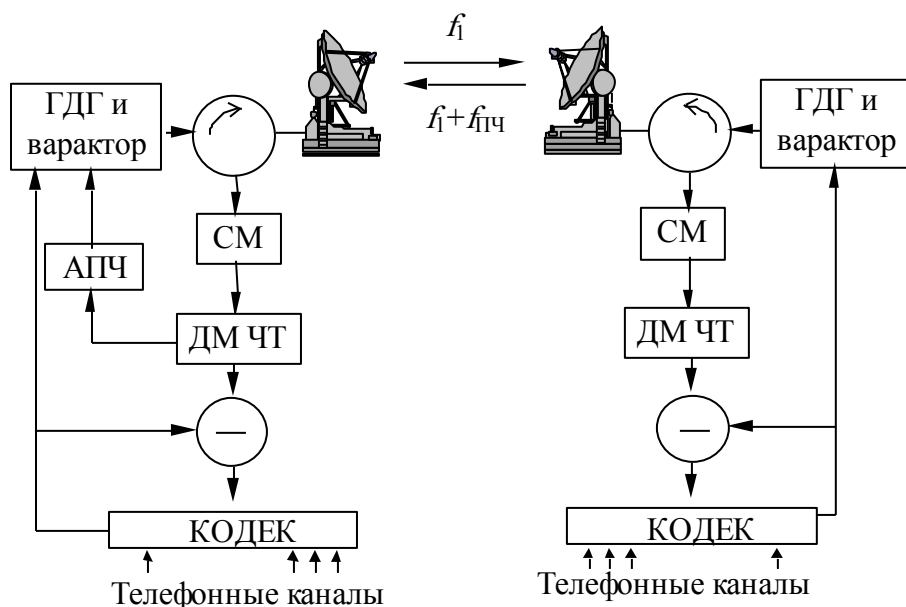 f₁
f₁+fПЧ
ГДГ и
варактор
ГДГ и
варактор
СМ
СМ
АПЧ
ДМ ЧТ
ДМ ЧТ
—
—
КОДЕК
КОДЕК
Телефонные каналы
Телефонные каналы